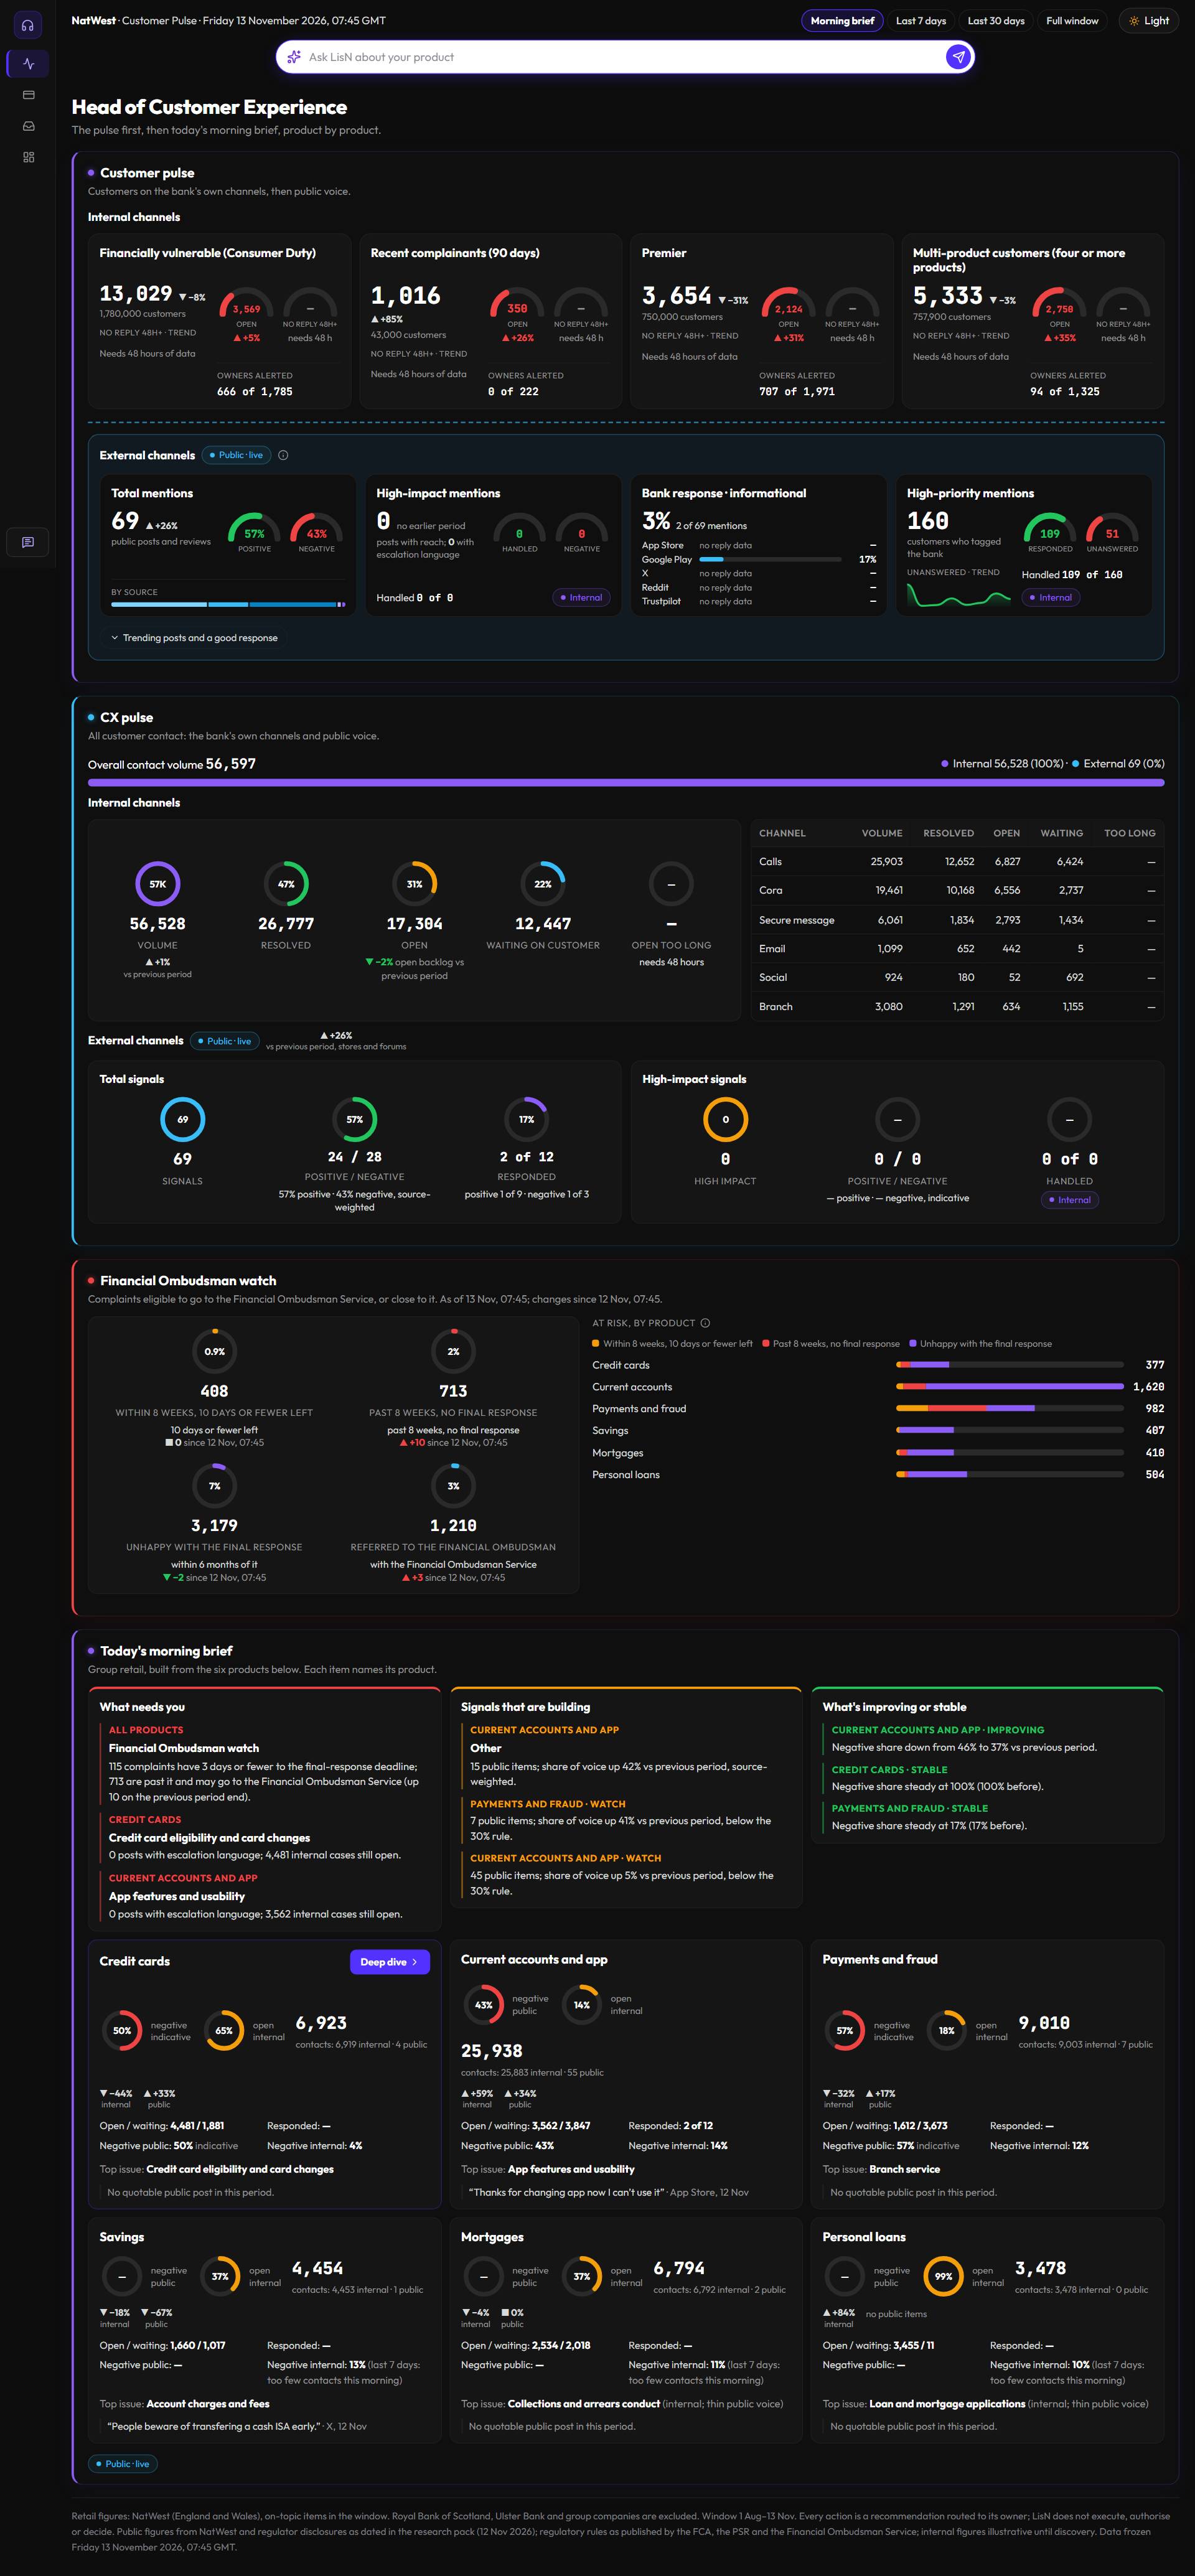 NatWest · Customer Pulse · Friday 13 November 2026, 07:45 GMT
Morning brief
Last 7 days
Last 30 days
Full window
Light
Ask LisN about your product
Head of Customer Experience
The pulse first, then today's morning brief, product by product.
Customer pulse
Customers on the bank's own channels, then public voice.
Internal channels
Financially vulnerable (Consumer Duty)
13,029 ▼ −8%
1,780,000 customers
NO REPLY 48H+ · TREND
Needs 48 hours of data
3,569
OPEN
▲ +5%
—
NO REPLY 48H+
needs 48 h
OWNERS ALERTED
666 of 1,785
Recent complainants (90 days)
1,016
▲ +85%
43,000 customers
NO REPLY 48H+ · TREND
Needs 48 hours of data
350
OPEN
▲ +26%
—
NO REPLY 48H+
needs 48 h
OWNERS ALERTED
0 of 222
Premier
3,654 ▼ −31%
750,000 customers
NO REPLY 48H+ · TREND
Needs 48 hours of data
2,124
OPEN
▲ +31%
—
NO REPLY 48H+
needs 48 h
OWNERS ALERTED
707 of 1,971
Multi-product customers (four or more
products)
5,333 ▼ −3%
757,900 customers
NO REPLY 48H+ · TREND
Needs 48 hours of data
2,750
OPEN
▲ +35%
—
NO REPLY 48H+
needs 48 h
OWNERS ALERTED
94 of 1,325
External channels
Public · live
Total mentions
69 ▲ +26%
public posts and reviews
57%
POSITIVE
43%
NEGATIVE
BY SOURCE
High-impact mentions
0 no earlier period
posts with reach; 0 with
escalation language
0
HANDLED
0
NEGATIVE
Handled 0 of 0
Internal
Bank response · informational
3% 2 of 69 mentions
App Store no reply data —
Google Play 17%
X no reply data —
Reddit no reply data —
Trustpilot no reply data —
High-priority mentions
160
customers who tagged
the bank
UNANSWERED · TREND
109
RESPONDED
51
UNANSWERED
Handled 109 of 160
Internal
Trending posts and a good response
CX pulse
All customer contact: the bank's own channels and public voice.
Overall contact volume 56,597
Internal 56,528 (100%) · External 69 (0%)
Internal channels
57K
56,528
VOLUME
▲ +1%
vs previous period
47%
26,777
RESOLVED
31%
17,304
OPEN
▼ −2% open backlog vs
previous period
22%
12,447
WAITING ON CUSTOMER
—
—
OPEN TOO LONG
needs 48 hours
CHANNEL VOLUME RESOLVED OPEN WAITING TOO LONG
Calls 25,903 12,652 6,827 6,424 —
Cora 19,461 10,168 6,556 2,737 —
Secure message 6,061 1,834 2,793 1,434 —
Email 1,099 652 442 5 —
Social 924 180 52 692 —
Branch 3,080 1,291 634 1,155 —
External channels
Public · live
▲ +26%
vs previous period, stores and forums
Total signals
69
69
SIGNALS
57%
24 / 28
POSITIVE / NEGATIVE
57% positive · 43% negative, source-
weighted
17%
2 of 12
RESPONDED
positive 1 of 9 · negative 1 of 3
High-impact signals
0
0
HIGH IMPACT
—
0 / 0
POSITIVE / NEGATIVE
— positive · — negative, indicative
—
0 of 0
HANDLED
Internal
Financial Ombudsman watch
Complaints eligible to go to the Financial Ombudsman Service, or close to it. As of 13 Nov, 07:45; changes since 12 Nov, 07:45.
0.9%
408
WITHIN 8 WEEKS, 10 DAYS OR FEWER LEFT
10 days or fewer left
■ 0 since 12 Nov, 07:45
2%
713
PAST 8 WEEKS, NO FINAL RESPONSE
past 8 weeks, no final response
▲ +10 since 12 Nov, 07:45
7%
3,179
UNHAPPY WITH THE FINAL RESPONSE
within 6 months of it
▼ −2 since 12 Nov, 07:45
3%
1,210
REFERRED TO THE FINANCIAL OMBUDSMAN
with the Financial Ombudsman Service
▲ +3 since 12 Nov, 07:45
AT RISK, BY PRODUCT
Within 8 weeks, 10 days or fewer left
Past 8 weeks, no final response
Unhappy with the final response
Credit cards 377
Current accounts 1,620
Payments and fraud 982
Savings 407
Mortgages 410
Personal loans 504
Today's morning brief
Group retail, built from the six products below. Each item names its product.
What needs you
ALL PRODUCTS
Financial Ombudsman watch
115 complaints have 3 days or fewer to the final-response deadline;
713 are past it and may go to the Financial Ombudsman Service (up
10 on the previous period end).
CREDIT CARDS
Credit card eligibility and card changes
0 posts with escalation language; 4,481 internal cases still open.
CURRENT ACCOUNTS AND APP
App features and usability
0 posts with escalation language; 3,562 internal cases still open.
Signals that are building
CURRENT ACCOUNTS AND APP
Other
15 public items; share of voice up 42% vs previous period, source-
weighted.
PAYMENTS AND FRAUD · WATCH
7 public items; share of voice up 41% vs previous period, below the
30% rule.
CURRENT ACCOUNTS AND APP · WATCH
45 public items; share of voice up 5% vs previous period, below the
30% rule.
What's improving or stable
CURRENT ACCOUNTS AND APP · IMPROVING
Negative share down from 46% to 37% vs previous period.
CREDIT CARDS · STABLE
Negative share steady at 100% (100% before).
PAYMENTS AND FRAUD · STABLE
Negative share steady at 17% (17% before).
Credit cards
Deep dive
50%
negative
indicative
65%
open
internal
6,923
contacts: 6,919 internal · 4 public
▼ −44%
internal
▲ +33%
public
Open / waiting: 4,481 / 1,881
Responded: —
Negative public: 50% indicative
Negative internal: 4%
Top issue: Credit card eligibility and card changes
No quotable public post in this period.
Current accounts and app
43%
negative
public
14%
open
internal
25,938
contacts: 25,883 internal · 55 public
▲ +59%
internal
▲ +34%
public
Open / waiting: 3,562 / 3,847
Responded: 2 of 12
Negative public: 43%
Negative internal: 14%
Top issue: App features and usability
“Thanks for changing app now I can't use it” · App Store, 12 Nov
Payments and fraud
57%
negative
indicative
18%
open
internal
9,010
contacts: 9,003 internal · 7 public
▼ −32%
internal
▲ +17%
public
Open / waiting: 1,612 / 3,673
Responded: —
Negative public: 57% indicative
Negative internal: 12%
Top issue: Branch service
No quotable public post in this period.
Savings
—
negative
public
37%
open
internal
4,454
contacts: 4,453 internal · 1 public
▼ −18%
internal
▼ −67%
public
Open / waiting: 1,660 / 1,017
Responded: —
Negative public: —
Negative internal: 13% (last 7 days:
too few contacts this morning)
Top issue: Account charges and fees
“People beware of transfering a cash ISA early.” · X, 12 Nov
Mortgages
—
negative
public
37%
open
internal
6,794
contacts: 6,792 internal · 2 public
▼ −4%
internal
■ 0%
public
Open / waiting: 2,534 / 2,018
Responded: —
Negative public: —
Negative internal: 11% (last 7 days:
too few contacts this morning)
Top issue: Collections and arrears conduct (internal; thin public voice)
No quotable public post in this period.
Personal loans
—
negative
public
99%
open
internal
3,478
contacts: 3,478 internal · 0 public
▲ +84%
internal
no public items
Open / waiting: 3,455 / 11
Responded: —
Negative public: —
Negative internal: 10% (last 7 days:
too few contacts this morning)
Top issue: Loan and mortgage applications (internal; thin public voice)
No quotable public post in this period.
Public · live
Retail figures: NatWest (England and Wales), on-topic items in the window. Royal Bank of Scotland, Ulster Bank and group companies are excluded. Window 1 Aug–13 Nov. Every action is a recommendation routed to its owner; LisN does not execute, authorise
or decide. Public figures from NatWest and regulator disclosures as dated in the research pack (12 Nov 2026); regulatory rules as published by the FCA, the PSR and the Financial Ombudsman Service; internal figures illustrative until discovery. Data frozen
Friday 13 November 2026, 07:45 GMT.